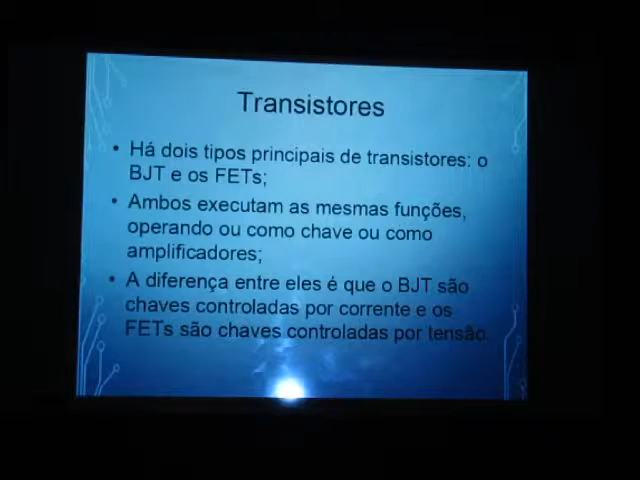 Transistores
• Há dois tipos principais de transistores: o
BJT e os FETs;
• Ambos executam as mesmas funções,
operando ou como chave ou como
amplificadores;
• A diferença entre eles é que o BJT são
chaves controladas por corrente e os
FETs são chaves controladas por tensão.